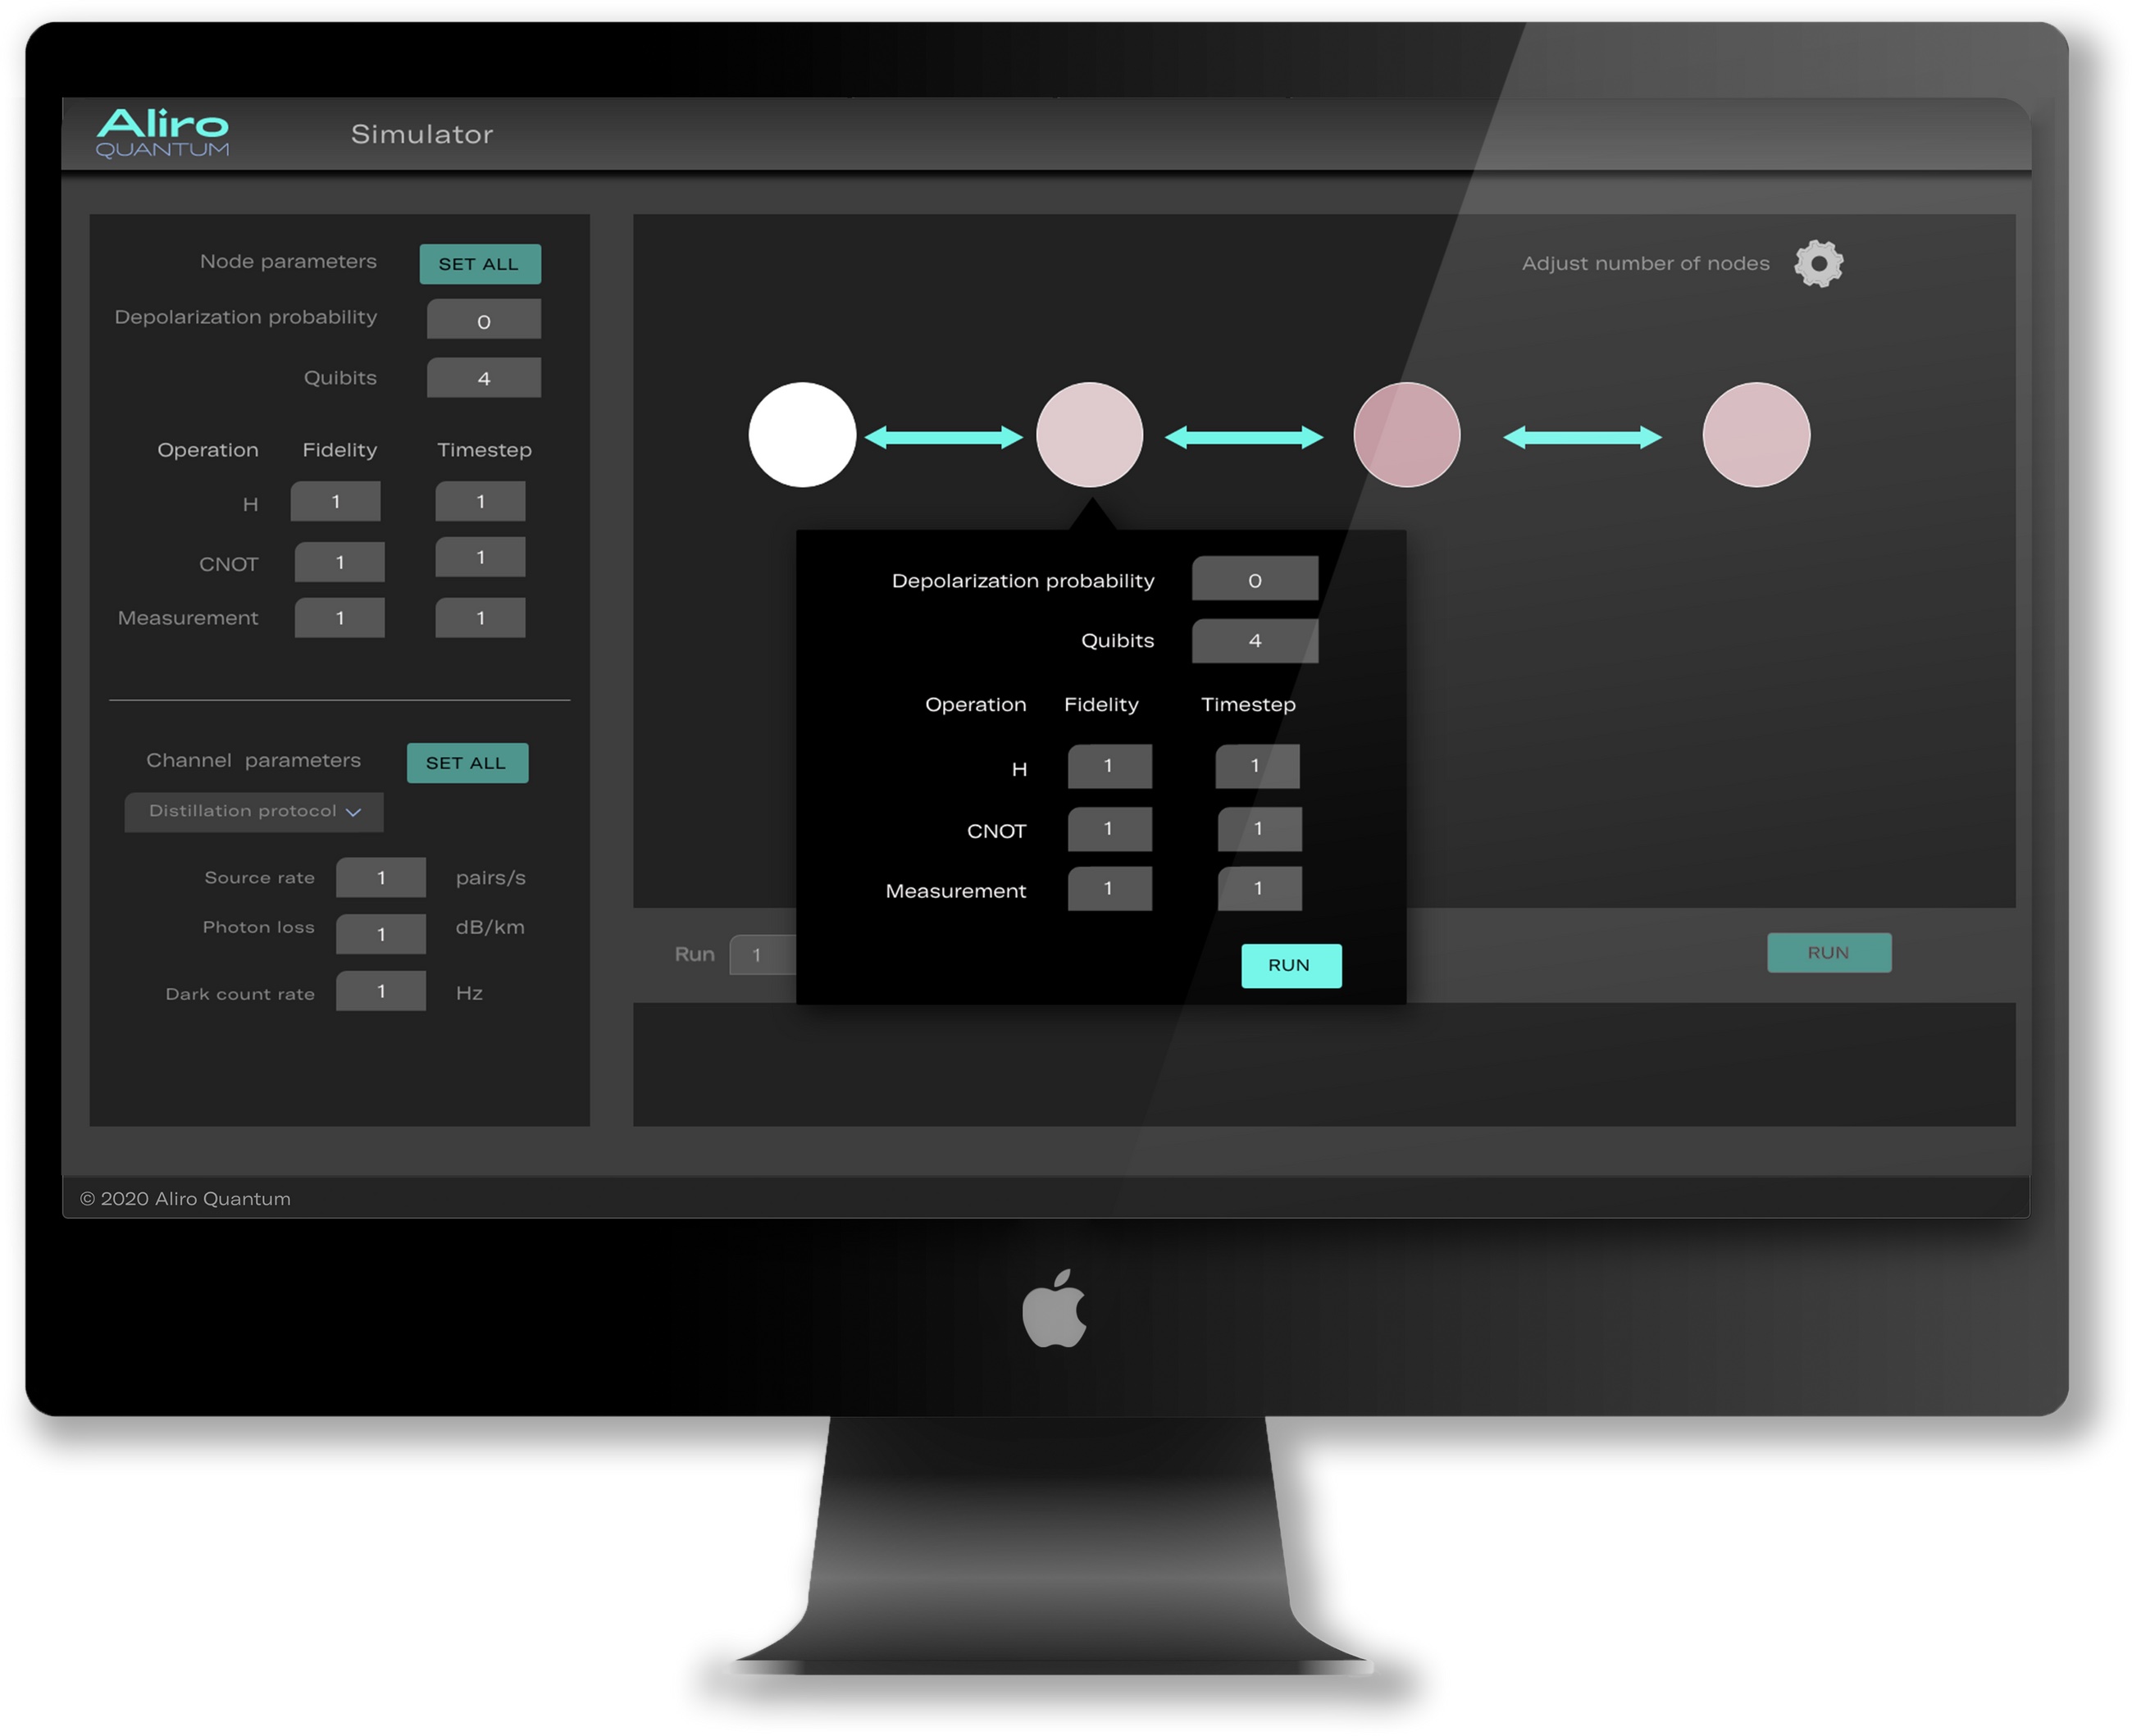 Aliro
QUANTUM
Simulator
Node parameters SET ALL
Depolarization probability 0
Quibits 4
Operation Fidelity Timestep
H 1 1
CNOT 1 1
Measurement 1 1
Channel parameters SET ALL
Distillation protocol
Source rate 1 pairs/s
Photon loss 1 dB/km
Dark count rate 1 Hz
Adjust number of nodes
Depolarization probability 0
Quibits 4
Operation Fidelity Timestep
H 1 1
CNOT 1 1
Measurement 1 1
RUN
Run 1
RUN
© 2020 Aliro Quantum